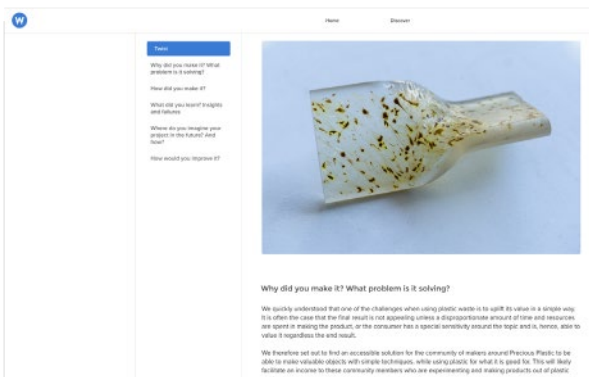 W
Home
Discover
Twist
Why did you make it? What
problem is it solving?
How did you make it?
What did you learn? Insights
and failures
Where do you imagine your
project in the future? And
how?
How would you improve it?
Why did you make it? What problem is it solving?
We quickly understood that one of the challenges when using plastic waste is to uplift its value in a simple way.
It is often the case that the final result is not appealing unless a disproportionate amount of time and resources
are spent in making the product, or the consumer has a special sensitivity around the topic and is, hence, able to
value it regardless the end result.
We therefore set out to find an accessible solution for the community of makers around Precious Plastic to be
able to make valuable objects with simple techniques, while using plastic for what it is good for. This will likely
facilitate an income to these community members who are experimenting and making products out of plastic